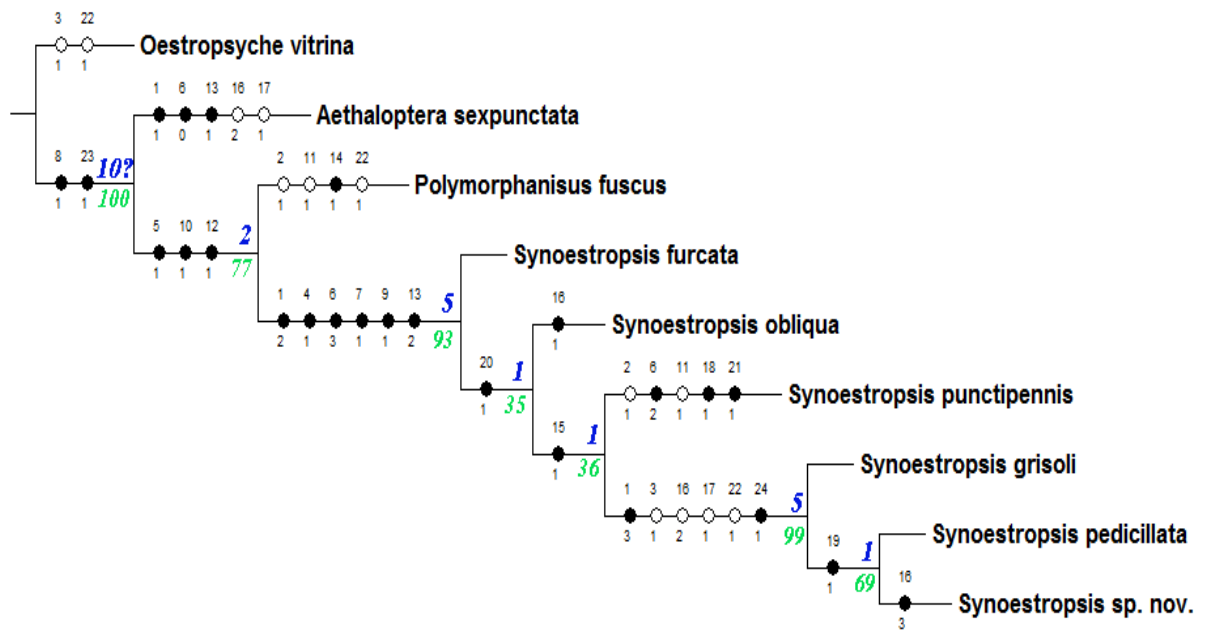 3 22
Oestropsyche vitrina
1 1
1 6 13 16 17
Aethaloptera sexpunctata
1 0 1 2 1
8 23 10?
1 1 100
2 11 14 22
Polymorphanisus fuscus
1 1 1 1
5 10 12 2
1 1 1 77
Synoestropsis furcata
1 4 6 7 9 13 5
2 1 3 1 1 2 93
16
Synoestropsis obliqua
1
20 1
1 35
2 6 11 18 21
Synoestropsis punctipennis
1 2 1 1 1
15 1
1 36
Synoestropsis grisoli
1 3 16 17 22 24 5
3 1 2 1 1 1 99
Synoestropsis pedicillata
19 1
1 69
16
Synoestropsis sp. nov.
3